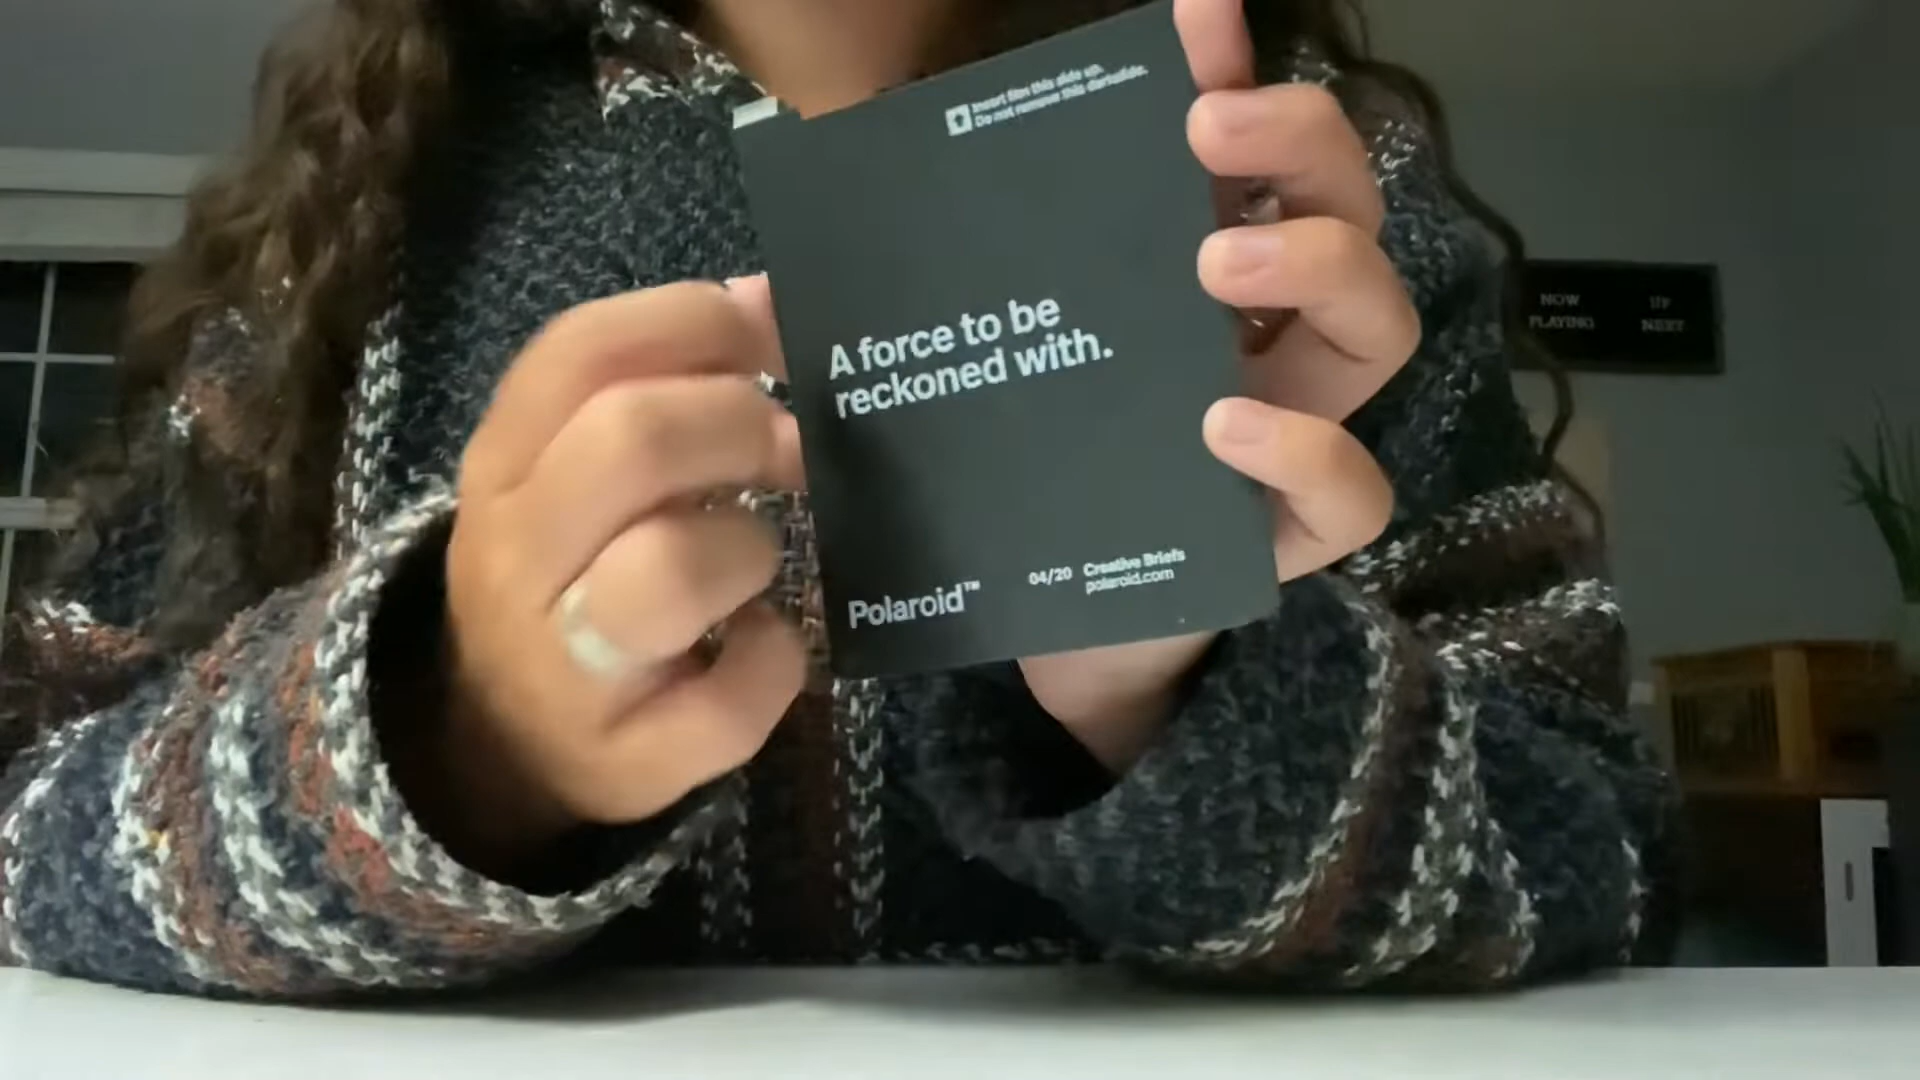 Insert film this side up.
Do not remove this darkslide.
A force to be
reckoned with.
Polaroid™
04/20 Creative Briefs
polaroid.com
NOW
PLAYING
UP
NEXT